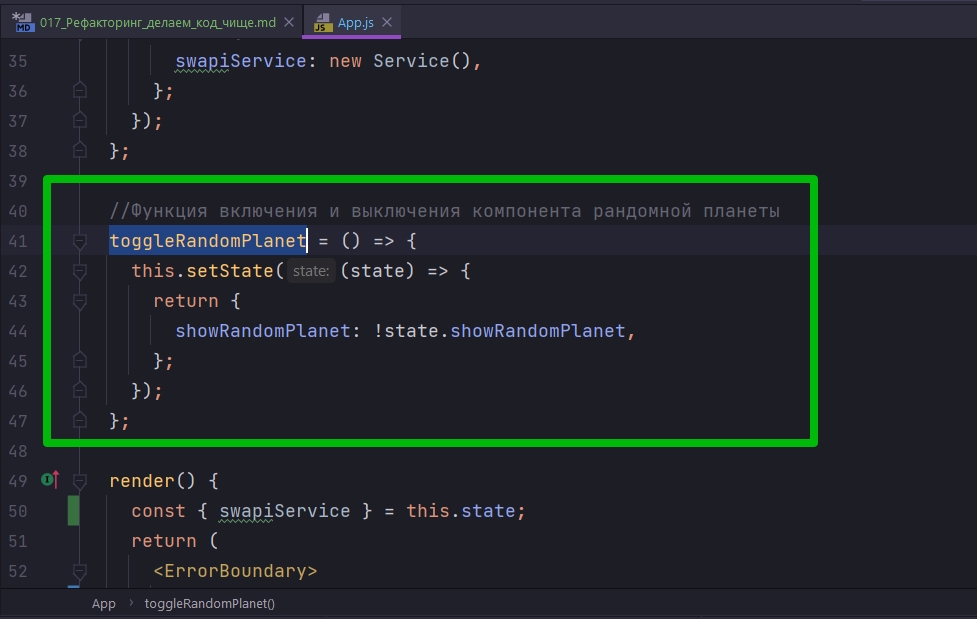 MD 017_Рефакторинг_делаем_код_чище.md
JS App.js
35 swapiService: new Service(),
36 };
37 });
38 };
39
40 //Функция включения и выключения компонента рандомной планеты
41 toggleRandomPlanet = () => {
42 this.setState( state: (state) => {
43 return {
44 showRandomPlanet: !state.showRandomPlanet,
45 };
46 });
47 };
48
49 render() {
50 const { swapiService } = this.state;
51 return (
52 <ErrorBoundary>
App › toggleRandomPlanet()